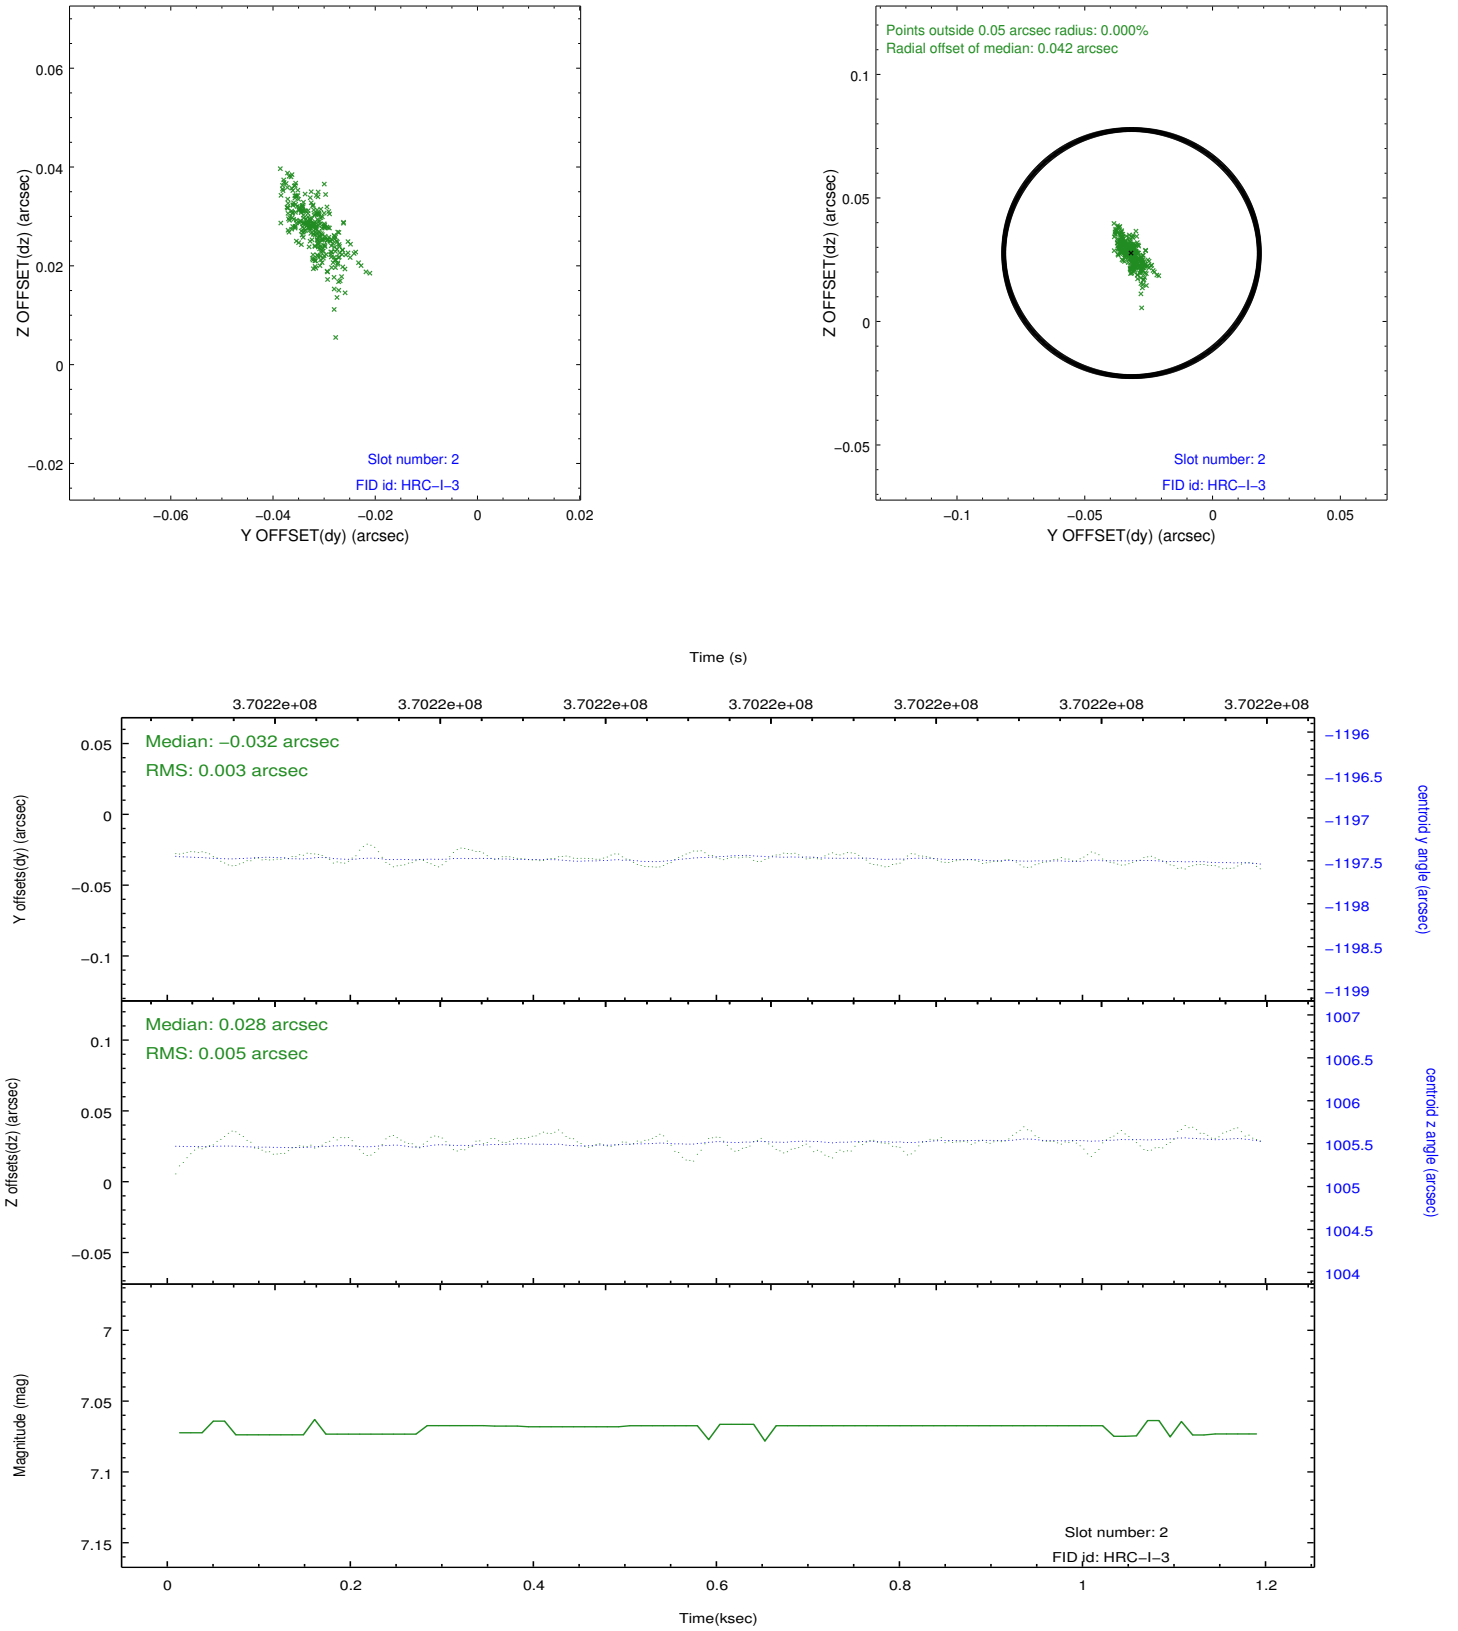 0.06
0.04
0.02
0
−0.02
Z OFFSET(dz) (arcsec)
Slot number: 2
FID id: HRC−I−3
−0.06
−0.04
−0.02
0
0.02
Y OFFSET(dy) (arcsec)
Points outside 0.05 arcsec radius: 0.000%
Radial offset of median: 0.042 arcsec
0.1
0.05
0
−0.05
Z OFFSET(dz) (arcsec)
Slot number: 2
FID id: HRC−I−3
−0.1
−0.05
0
0.05
Y OFFSET(dy) (arcsec)
Time (s)
3.7022e+08
3.7022e+08
3.7022e+08
3.7022e+08
3.7022e+08
3.7022e+08
3.7022e+08
Median: −0.032 arcsec
RMS: 0.003 arcsec
0.05
0
−0.05
−0.1
Y offsets(dy) (arcsec)
−1196
−1196.5
−1197
−1197.5
−1198
−1198.5
−1199
centroid y angle (arcsec)
Median: 0.028 arcsec
RMS: 0.005 arcsec
0.1
0.05
0
−0.05
Z offsets(dz) (arcsec)
1007
1006.5
1006
1005.5
1005
1004.5
1004
centroid z angle (arcsec)
7
7.05
7.1
7.15
Magnitude (mag)
Slot number: 2
FID id: HRC−I−3
0
0.2
0.4
0.6
0.8
1
1.2
Time(ksec)